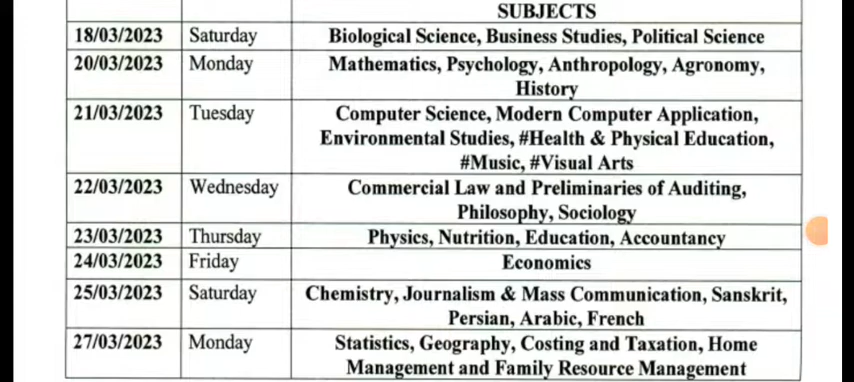 SUBJECTS
18/03/2023 Saturday Biological Science, Business Studies, Political Science
20/03/2023 Monday Mathematics, Psychology, Anthropology, Agronomy,
History
21/03/2023 Tuesday Computer Science, Modern Computer Application,
Environmental Studies, #Health & Physical Education,
#Music, #Visual Arts
22/03/2023 Wednesday Commercial Law and Preliminaries of Auditing,
Philosophy, Sociology
23/03/2023 Thursday Physics, Nutrition, Education, Accountancy
24/03/2023 Friday Economics
25/03/2023 Saturday Chemistry, Journalism & Mass Communication, Sanskrit,
Persian, Arabic, French
27/03/2023 Monday Statistics, Geography, Costing and Taxation, Home
Management and Family Resource Management